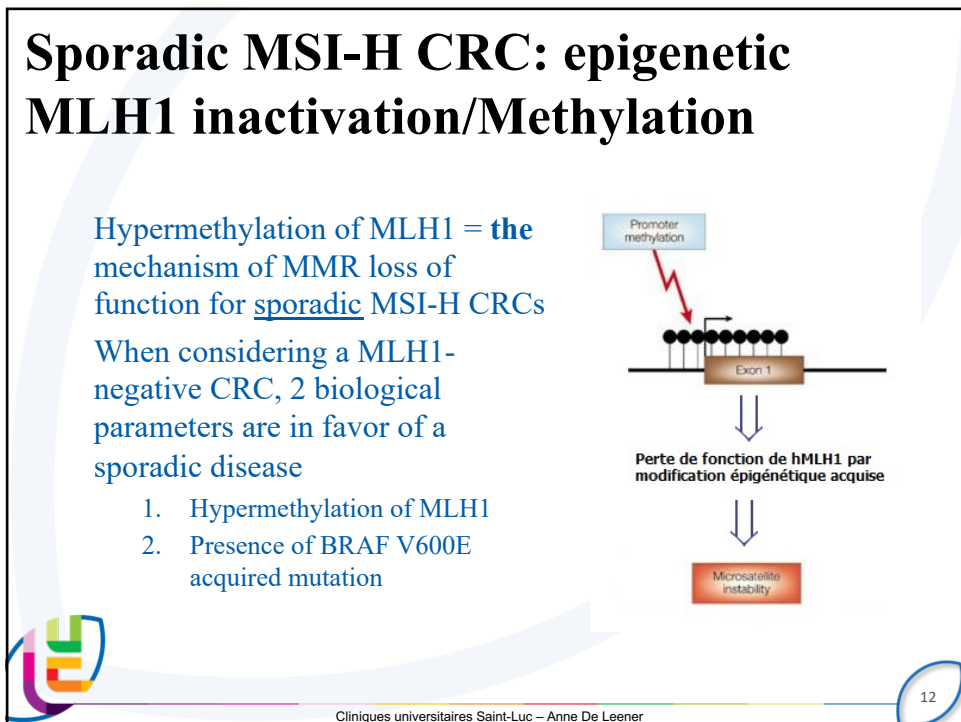 Sporadic MSI-H CRC: epigenetic
MLH1 inactivation/Methylation
Hypermethylation of MLH1 = the
mechanism of MMR loss of
function for sporadic MSI-H CRCs
When considering a MLH1-
negative CRC, 2 biological
parameters are in favor of a
sporadic disease
1. Hypermethylation of MLH1
2. Presence of BRAF V600E
acquired mutation
Promoter
methylation
Exon 1
Perte de fonction de hMLH1 par
modification épigénétique acquise
Microsatellite
instability
12
Cliniques universitaires Saint-Luc – Anne De Leener